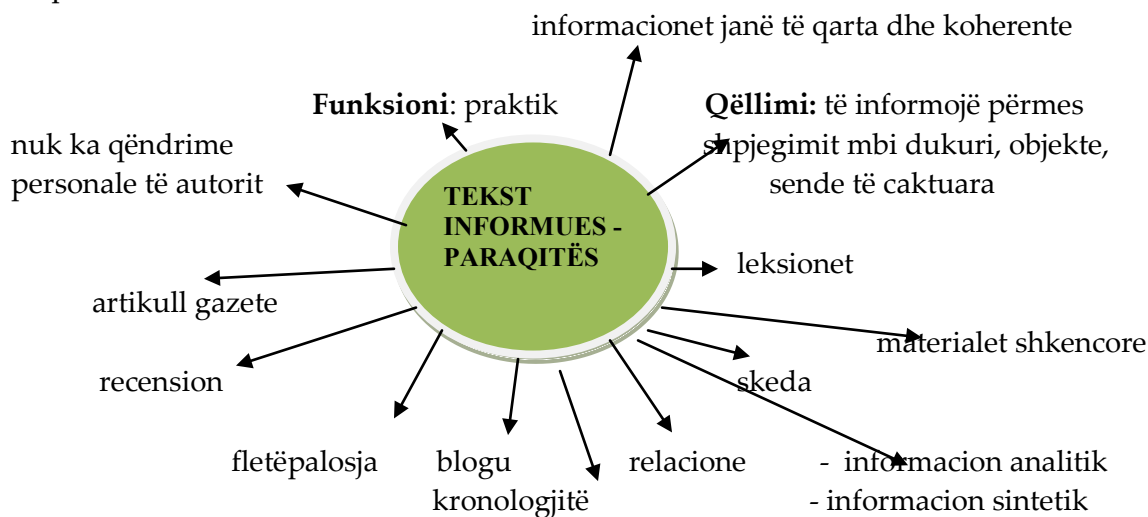 informacionet janë të qarta dhe koherente
Funksioni: praktik
Qëllimi: të informojë përmes
shpjegimit mbi dukuri, objekte,
sende të caktuara
nuk ka qëndrime
personale të autorit
TEKST
INFORMUES -
PARAQITËS
leksionet
artikull gazete
materialet shkencore
recension
skeda
fletëpalosja
blogu
relacione
- informacion analitik
kronologjitë
- informacion sintetik